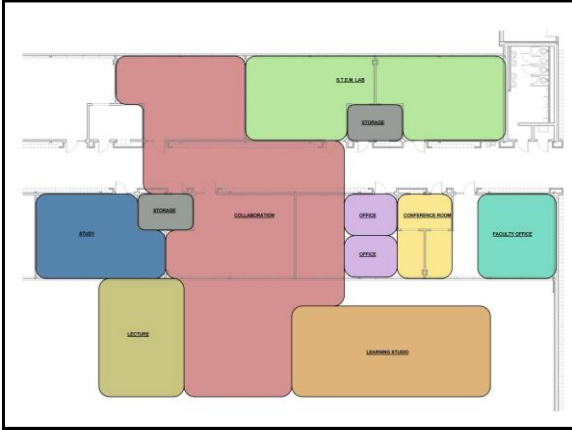 S.T.E.M. LAB
STORAGE
STORAGE
COLLABORATION
OFFICE
CONFERENCE ROOM
STUDY
FACULTY OFFICE
OFFICE
LECTURE
LEARNING STUDIO